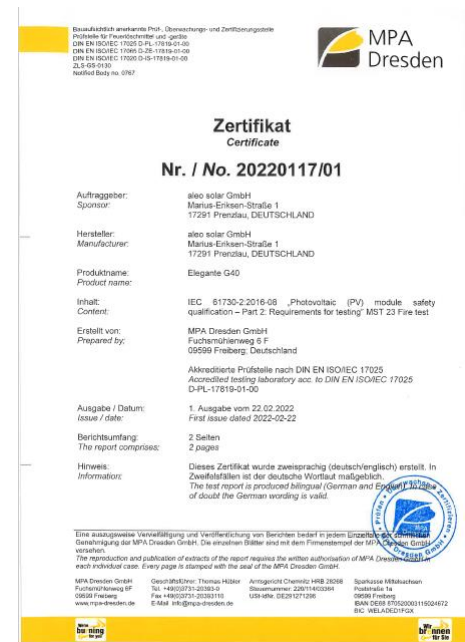 Bauaufsichtlich anerkannte Prüf-, Überwachungs- und Zertifizierungsstelle
Prüfstelle für Feuerlöschmittel und -geräte
DIN EN ISO/IEC 17025 D-PL-17819-01-00
DIN EN ISO/IEC 17065 D-ZE-17819-01-00
DIN EN ISO/IEC 17020 D-IS-17819-01-00
ZLS-GS-0130
Notified Body no. 0767
MPA
Dresden
Zertifikat
Certificate
Nr. / No. 20220117/01
Auftraggeber: aleo solar GmbH
Sponsor: Marius-Eriksen-Straße 1
17291 Prenzlau, DEUTSCHLAND
Hersteller: aleo solar GmbH
Manufacturer: Marius-Eriksen-Straße 1
17291 Prenzlau, DEUTSCHLAND
Produktname: Elegante G40
Product name:
Inhalt: IEC 61730-2:2016-08 „Photovoltaic (PV) module safety
Content: qualification – Part 2: Requirements for testing" MST 23 Fire test
Erstellt von: MPA Dresden GmbH
Prepared by: Fuchsmühlenweg 6 F
09599 Freiberg; Deutschland
Akkreditierte Prüfstelle nach DIN EN ISO/IEC 17025
Accredited testing laboratory acc. to DIN EN ISO/IEC 17025
D-PL-17819-01-00
Ausgabe / Datum: 1. Ausgabe vom 22.02.2022
Issue / date: First issue dated 2022-02-22
Berichtsumfang: 2 Seiten
The report comprises: 2 pages
Hinweis: Dieses Zertifikat wurde zweisprachig (deutsch/englisch) erstellt. In
Information: Zweifelsfällen ist der deutsche Wortlaut maßgeblich.
The test report is produced bilingual (German and English). In case
of doubt the German wording is valid.
Eine auszugsweise Vervielfältigung und Veröffentlichung von Berichten bedarf in jedem Einzelfalle der schriftlichen
Genehmigung der MPA Dresden GmbH. Die einzelnen Blätter sind mit dem Firmenstempel der MPA Dresden GmbH
versehen.
The reproduction and publication of extracts of the report requires the written authorisation of MPA Dresden GmbH in
each individual case. Every page is stamped with the seal of the MPA Dresden GmbH.
MPA Dresden GmbH Geschäftsführer: Thomas Hübler Amtsgericht Chemnitz HRB 28268 Sparkasse Mittelsachsen
Fuchsmühlenweg 6F Tel. +49(0)3731-20393-0 Steuernummer: 220/114/03364 Poststraße 1a
09599 Freiberg Fax +49(0)3731-20393110 USt-IdNr. DE291271296 09599 Freiberg
www.mpa-dresden.de E-Mail info@mpa-dresden.de IBAN DE68 870520003115024672
BIC WELADED1FGX
We're
burning
for you!
Wir
brennen
für Sie